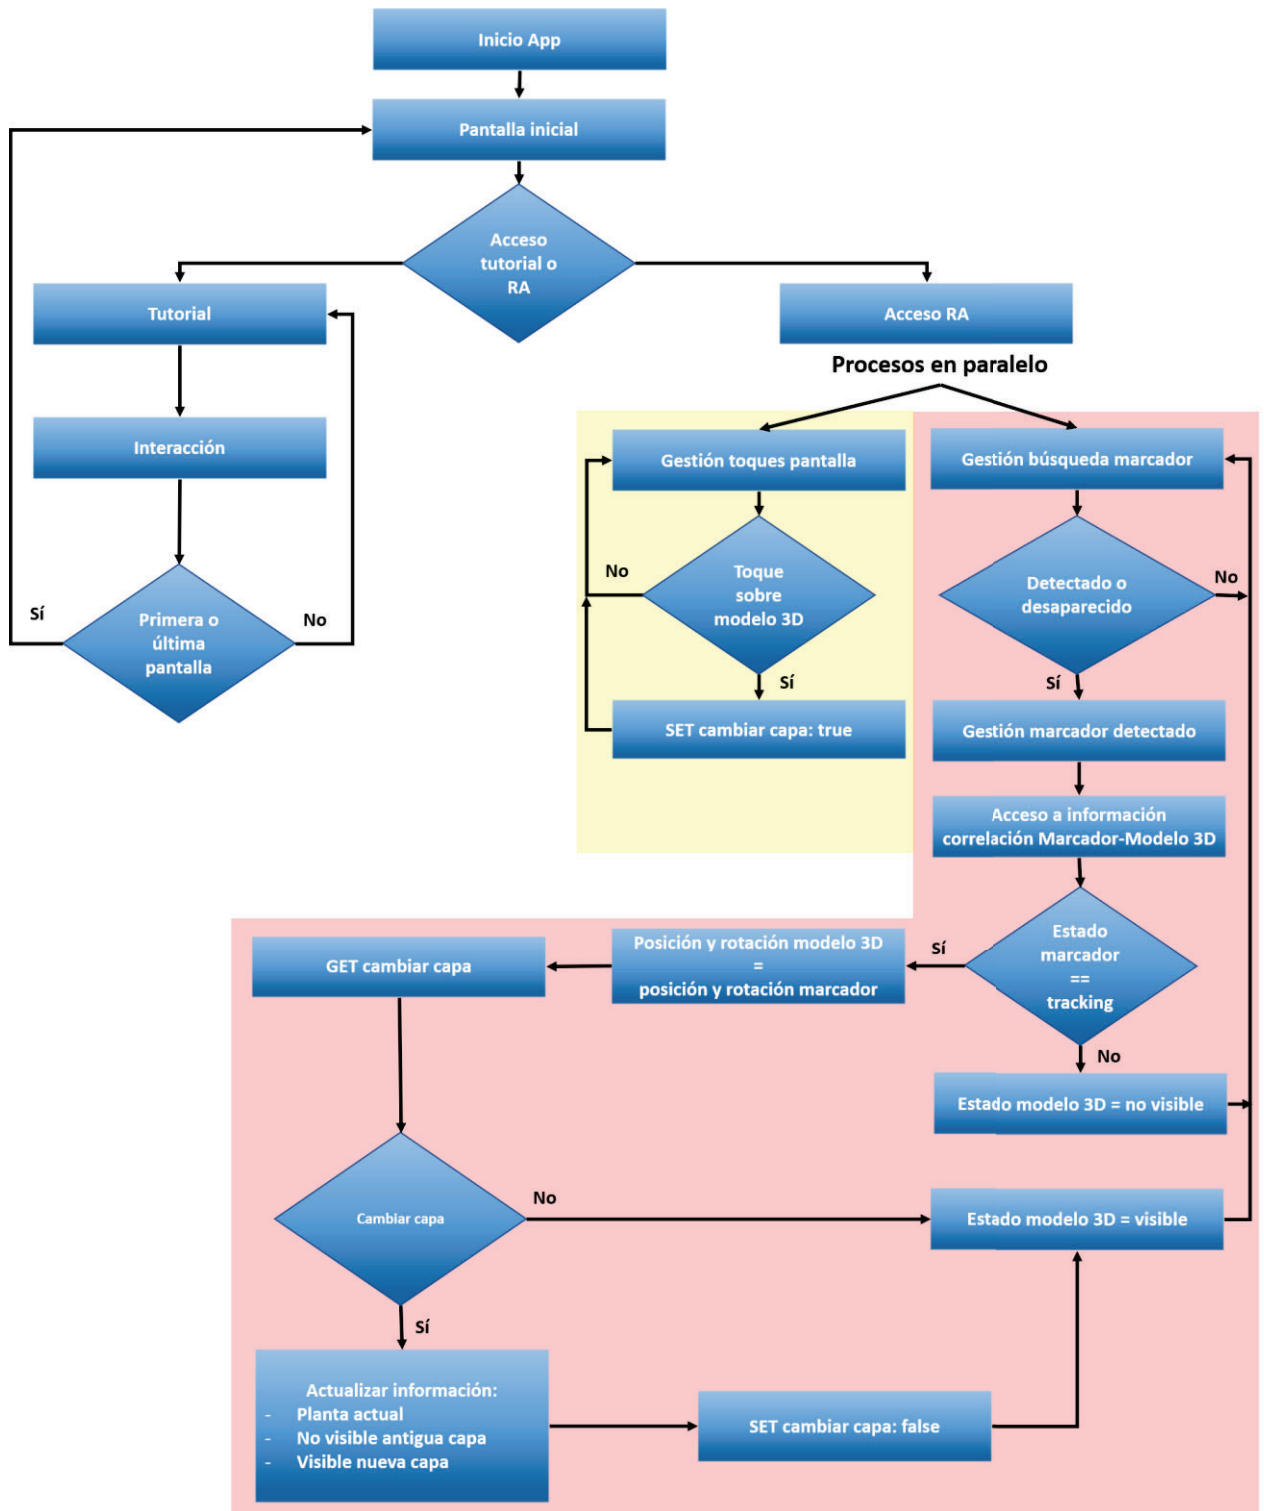 Inicio App
Pantalla inicial
Acceso
tutorial o
RA
Tutorial
Acceso RA
Procesos en paralelo
Interacción
Gestión toques pantalla
Gestión búsqueda marcador
Primera o
última
pantalla
Sí
No
Toque
sobre
modelo 3D
No
Sí
Detectado o
desaparecido
No
Sí
SET cambiar capa: true
Gestión marcador detectado
Acceso a información
correlación Marcador-Modelo 3D
Estado
marcador
==
tracking
Sí
No
Posición y rotación modelo 3D
=
posición y rotación marcador
GET cambiar capa
Estado modelo 3D = no visible
Cambiar capa
No
Sí
Estado modelo 3D = visible
Actualizar información:
- Planta actual
- No visible antigua capa
- Visible nueva capa
SET cambiar capa: false